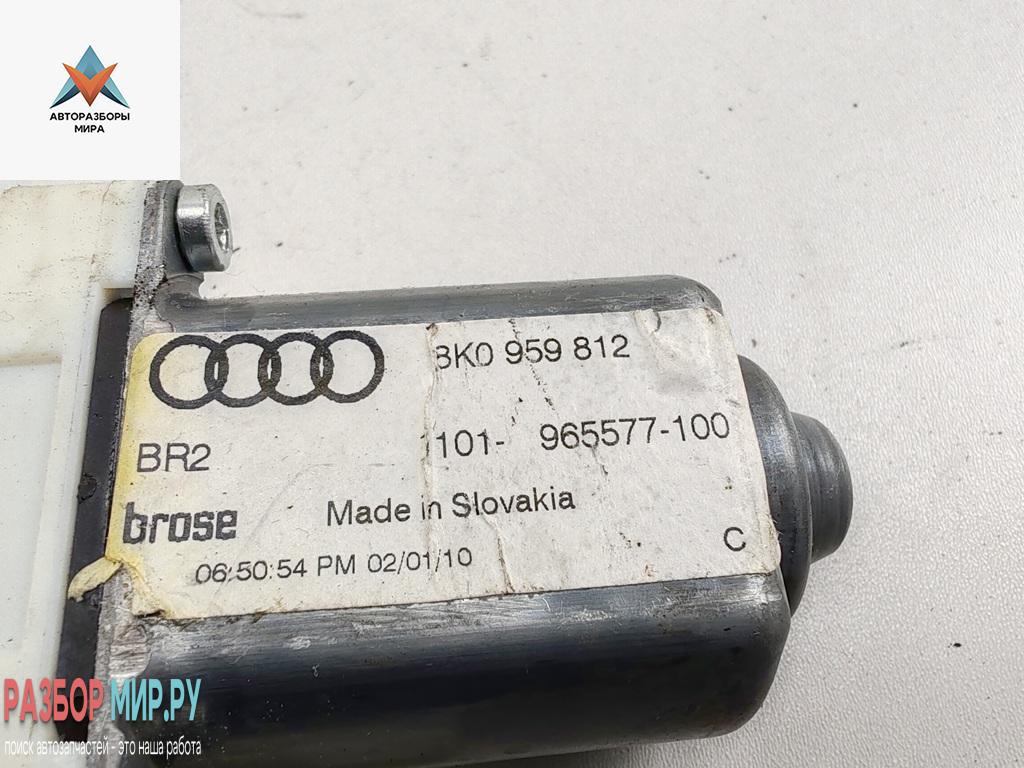 АВТОРАЗБОРЫ
МИРА
8K0 959 812
BR2
101- 965577-100
brose
Made in Slovakia
06:50:54 PM 02/01/10
C
РАЗБОР МИР.РУ
поиск автозапчастей - это наша работа